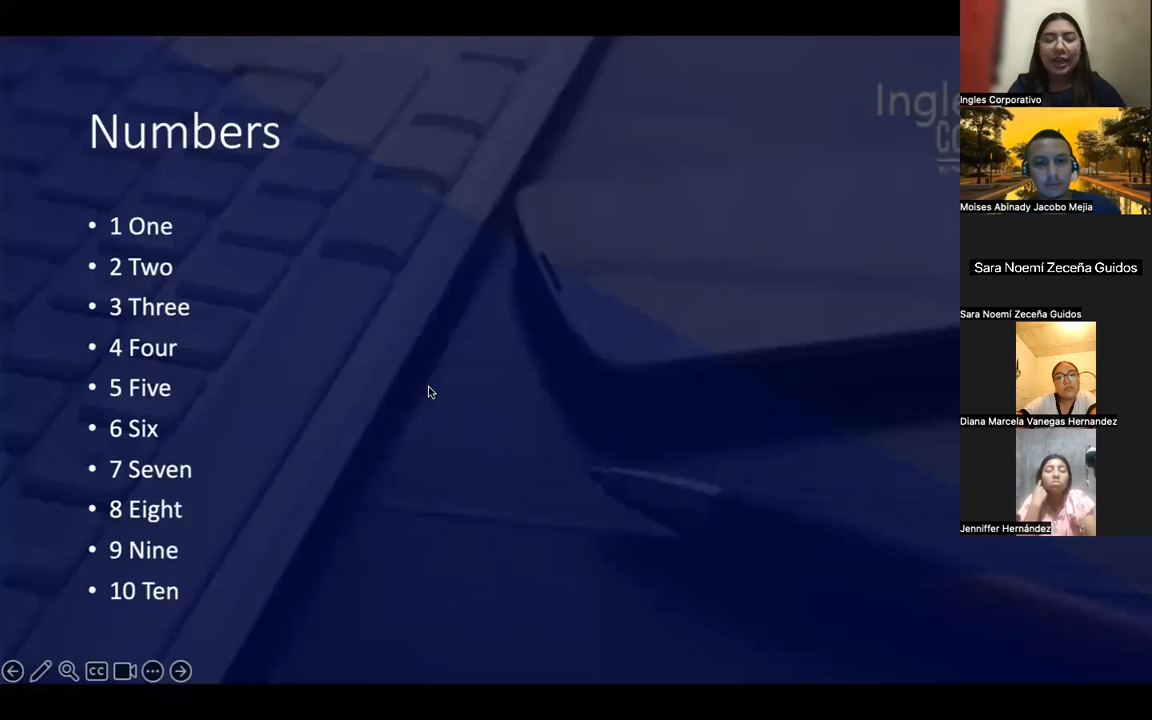 Numbers
• 1 One
• 2 Two
• 3 Three
• 4 Four
• 5 Five
• 6 Six
• 7 Seven
• 8 Eight
• 9 Nine
• 10 Ten
CC
Ingles Corporativo
Moises Abinady Jacobo Mejia
Sara Noemí Zeceña Guidos
Sara Noemí Zeceña Guidos
Diana Marcela Vanegas Hernandez
Jenniffer Hernández